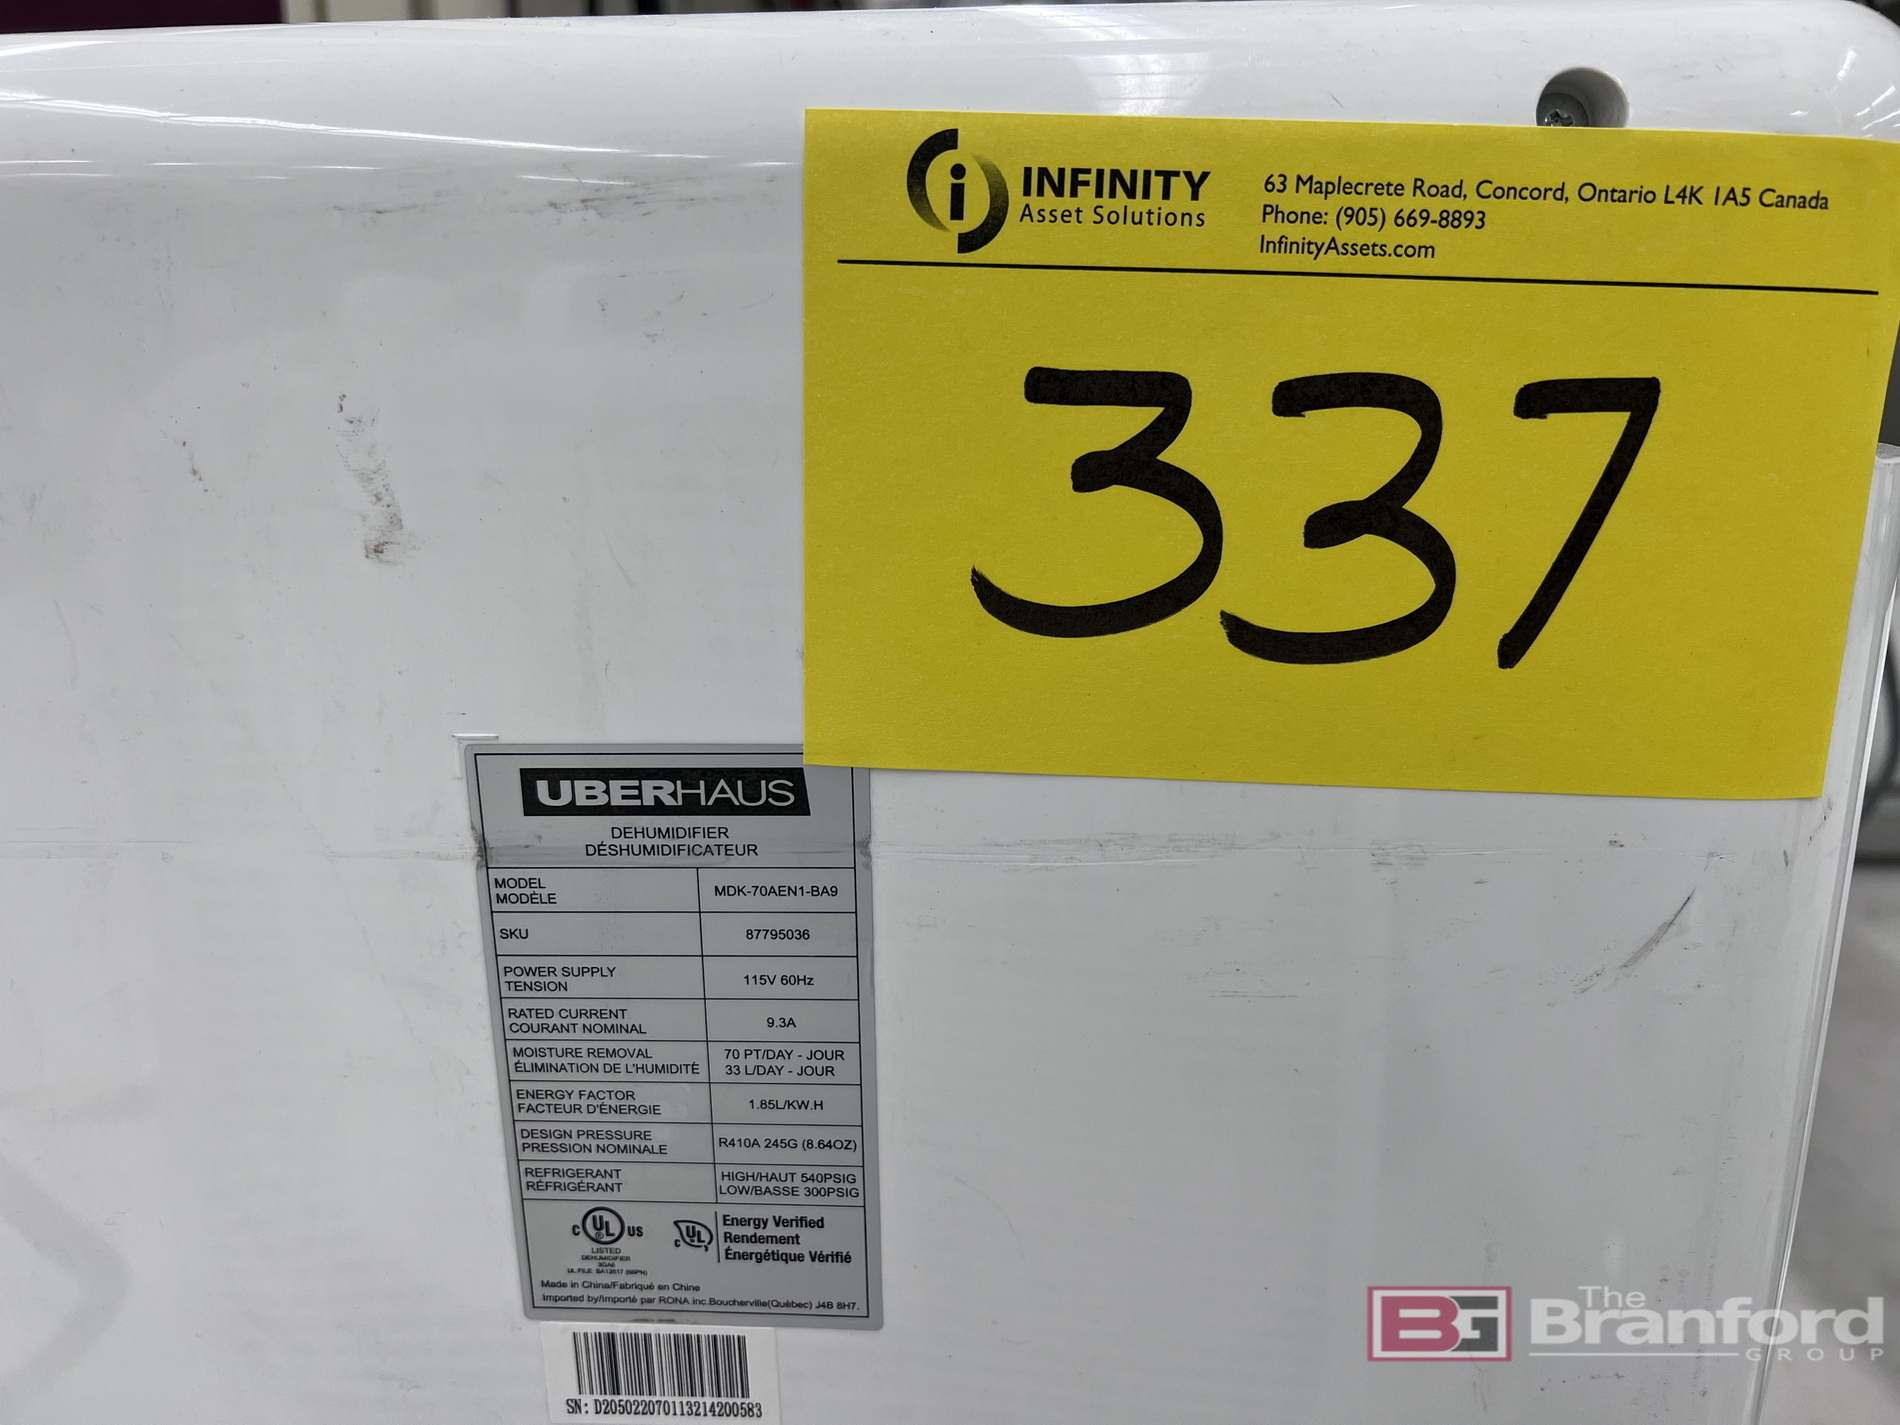 INFINITY
Asset Solutions
63 Maplecrete Road, Concord, Ontario L4K 1A5 Canada
Phone: (905) 669-8893
InfinityAssets.com
337
UBERHAUS
DEHUMIDIFIER
DÉSHUMIDIFICATEUR
MODEL
MODÈLE
MDK-70AEN1-BA9
SKU
87795036
POWER SUPPLY
TENSION
115V 60Hz
RATED CURRENT
COURANT NOMINAL
9.3A
MOISTURE REMOVAL
ÉLIMINATION DE L'HUMIDITÉ
70 PT/DAY - JOUR
33 L/DAY - JOUR
ENERGY FACTOR
FACTEUR D'ÉNERGIE
1.85L/KW.H
DESIGN PRESSURE
PRESSION NOMINALE
R410A 245G (8.64OZ)
REFRIGERANT
RÉFRIGÉRANT
HIGH/HAUT 540PSIG
LOW/BASSE 300PSIG
C UL US
LISTED
DEHUMIDIFIER
c UL
Energy Verified
Rendement
Énergétique Vérifié
Made in China/Fabriqué en Chine
Imported by/Importé par RONA inc.Boucherville(Québec) J4B 8H7.
SN: D205022070113214200583
BG The
Branford
GROUP